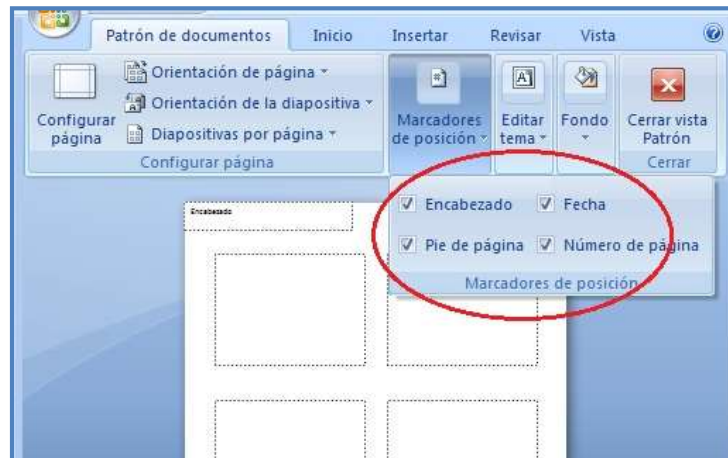 Patrón de documentos Inicio Insertar Revisar Vista
Orientación de página
Orientación de la diapositiva
Diapositivas por página
Configurar página
Configurar página
Marcadores de posición
Editar tema
Fondo
Cerrar vista Patrón
Cerrar
Encabezado Fecha
Pie de página Número de página
Marcadores de posición
Encabezado